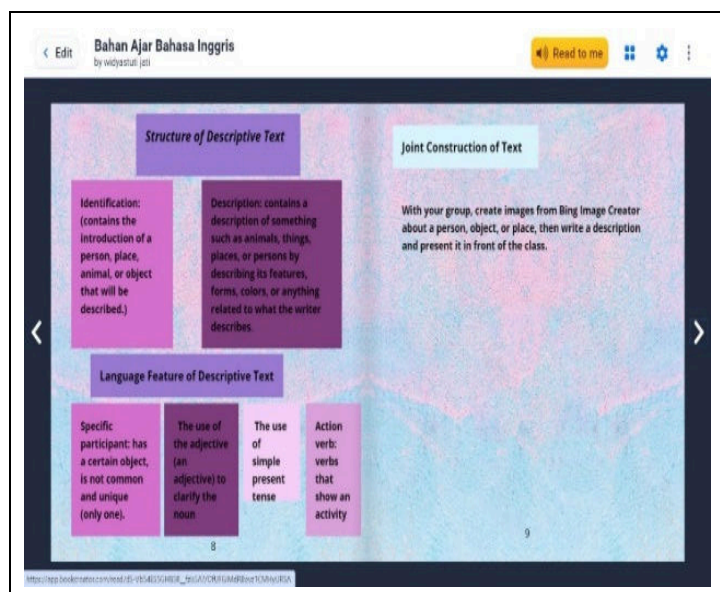 Edit
Bahan Ajar Bahasa Inggris
by widyastuti jati
Read to me
Structure of Descriptive Text
Identification:
(contains the
introduction of a
person, place,
animal, or object
that will be
described.)
Description: contains a
description of something
such as animals, things,
places, or persons by
describing its features,
forms, colors, or anything
related to what the writer
describes.
Language Feature of Descriptive Text
Specific
participant: has
a certain object,
is not common
and unique
(only one).
The use of
the adjective
(an
adjective) to
clarify the
noun
The use
of
simple
present
tense
Action
verb:
verbs
that
show an
activity
8
Joint Construction of Text
With your group, create images from Bing Image Creator
about a person, object, or place, then write a description
and present it in front of the class.
9